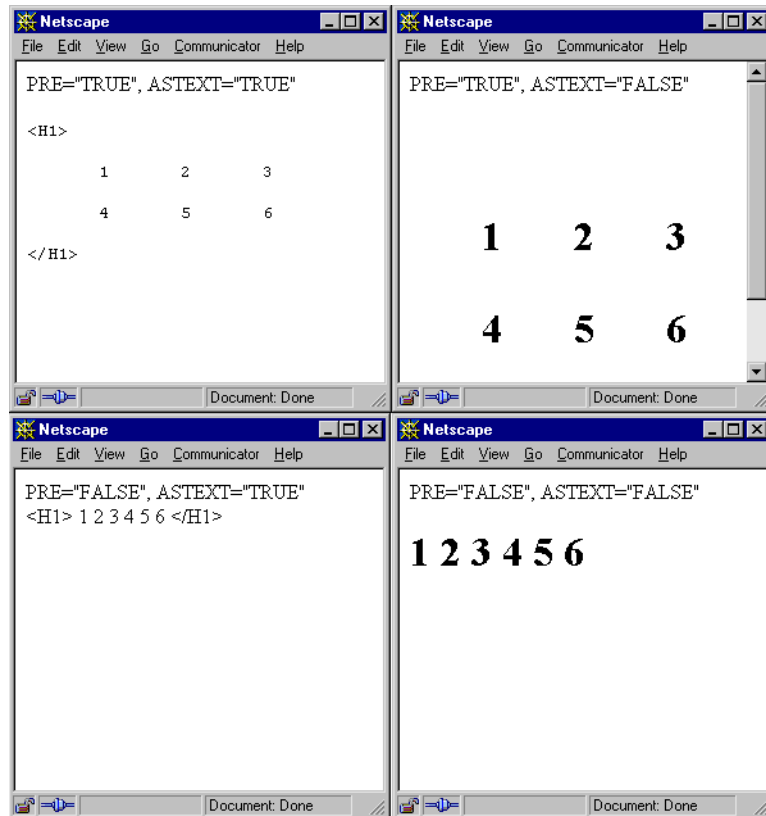 Netscape
File Edit View Go Communicator Help
PRE="TRUE", ASTEXT="TRUE"
<H1>
1 2 3
4 5 6
</H1>
Document: Done
Netscape
File Edit View Go Communicator Help
PRE="TRUE", ASTEXT="FALSE"
1 2 3
4 5 6
Document: Done
Netscape
File Edit View Go Communicator Help
PRE="FALSE", ASTEXT="TRUE"
<H1> 1 2 3 4 5 6 </H1>
Document: Done
Netscape
File Edit View Go Communicator Help
PRE="FALSE", ASTEXT="FALSE"
1 2 3 4 5 6
Document: Done